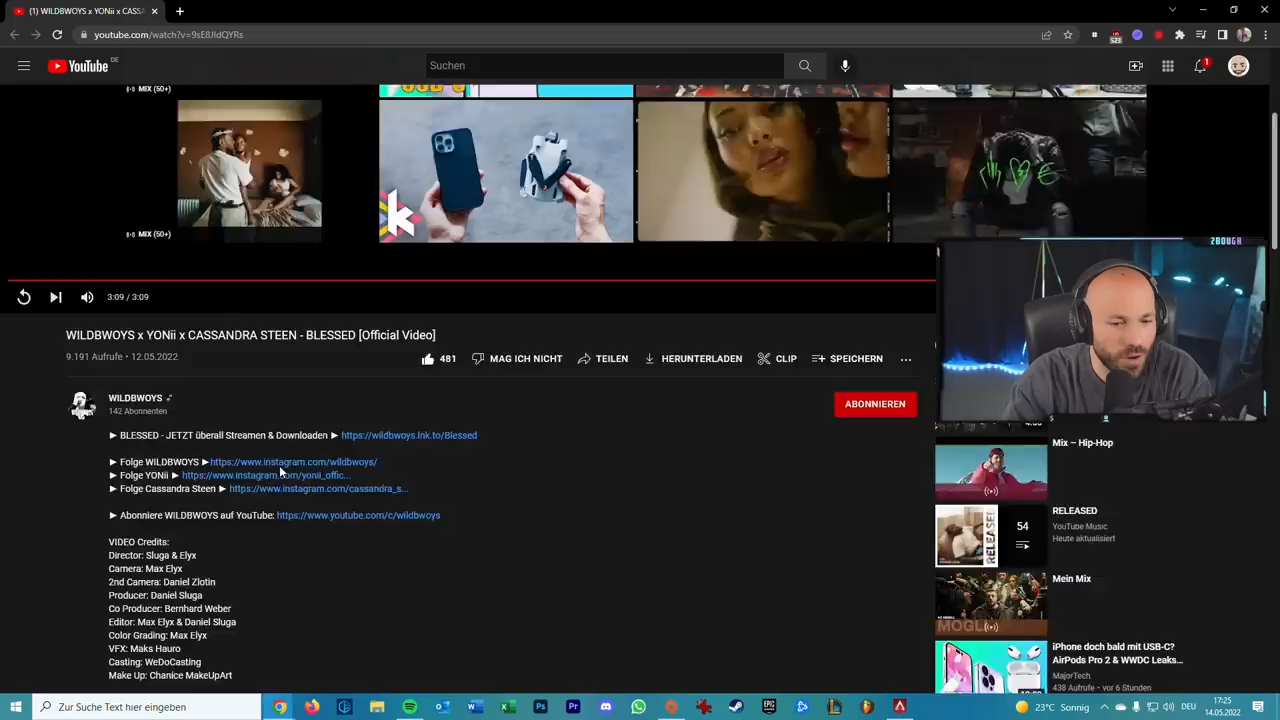 (1) WILDBWOYS x YONii x CASSA
youtube.com/watch?v=9sE8JIdQYRs
523
YouTube DE
Suchen
1
MIX (50+)
MIX (50+)
k
2BOUGH
3:09 / 3:09
WILDBWOYS x YONii x CASSANDRA STEEN - BLESSED [Official Video]
9.191 Aufrufe • 12.05.2022
481
MAG ICH NICHT
TEILEN
HERUNTERLADEN
CLIP
SPEICHERN
WILDBWOYS
142 Abonnenten
ABONNIEREN
► BLESSED - JETZT überall Streamen & Downloaden ► https://wildbwoys.lnk.to/Blessed
► Folge WILDBWOYS ►https://www.instagram.com/wildbwoys/
► Folge YONii ► https://www.instagram.com/yonii_offic...
► Folge Cassandra Steen ► https://www.instagram.com/cassandra_s...
► Abonniere WILDBWOYS auf YouTube: https://www.youtube.com/c/wildbwoys
VIDEO Credits:
Director: Sluga & Elyx
Camera: Max Elyx
2nd Camera: Daniel Zlotin
Producer: Daniel Sluga
Co Producer: Bernhard Weber
Editor: Max Elyx & Daniel Sluga
Color Grading: Max Elyx
VFX: Maks Hauro
Casting: WeDoCasting
Make Up: Chanice MakeUpArt
Mix – Hip-Hop
RELEASED
54
RELEASED
YouTube Music
Heute aktualisiert
Mein Mix
iPhone doch bald mit USB-C?
AirPods Pro 2 & WWDC Leaks...
MajorTech
438 Aufrufe • vor 6 Stunden
Zur Suche Text hier eingeben
23°C Sonnig
DEU
17:25
14.05.2022